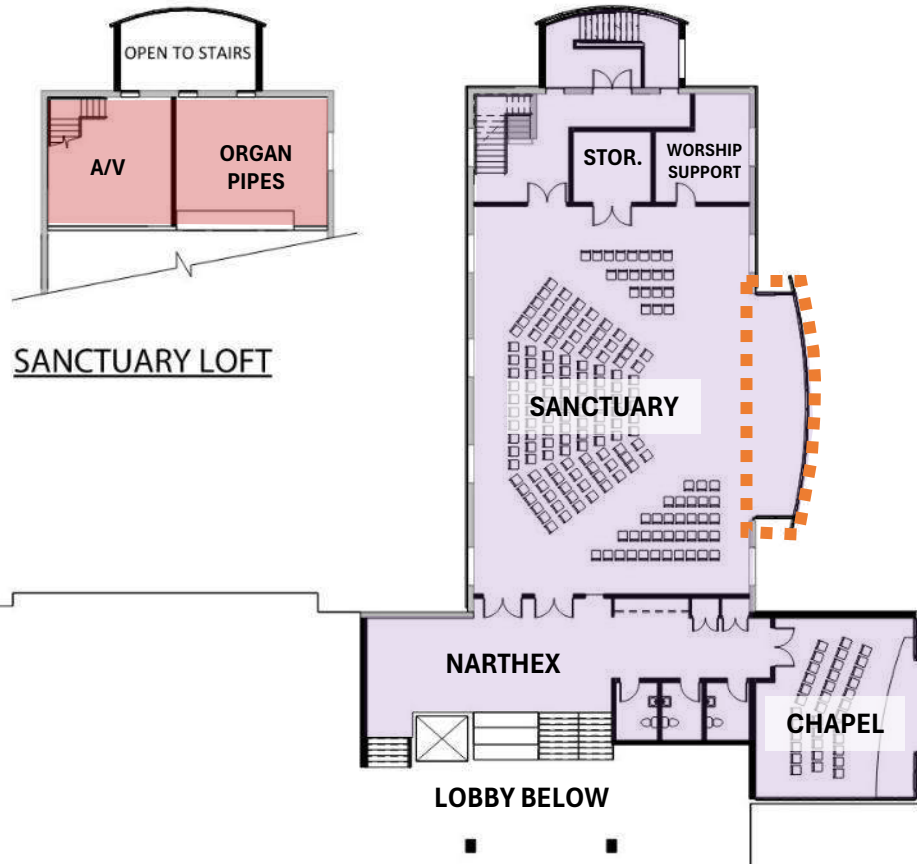 OPEN TO STAIRS
A/V
ORGAN
PIPES
SANCTUARY LOFT
STOR.
WORSHIP
SUPPORT
SANCTUARY
NARTHEX
CHAPEL
LOBBY BELOW